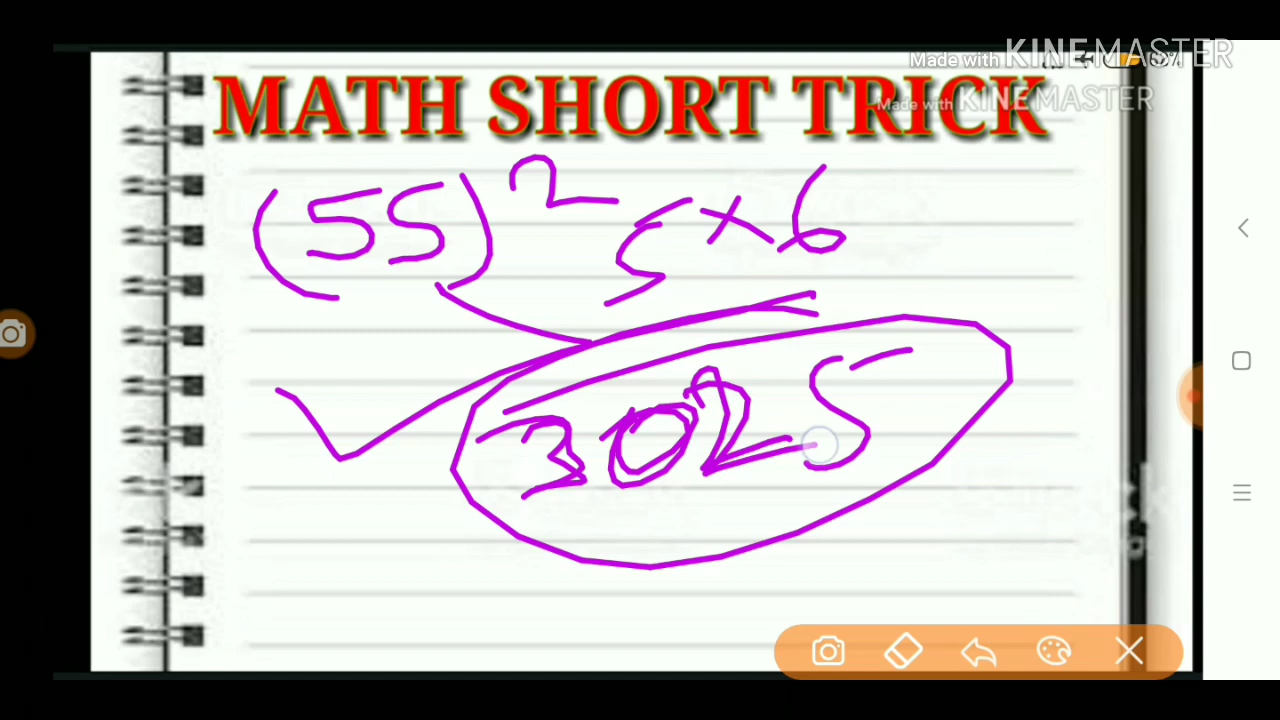 Made with KINEMASTER
Made with KINEMASTER
MATH SHORT TRICK
(55)² 5×6
3025